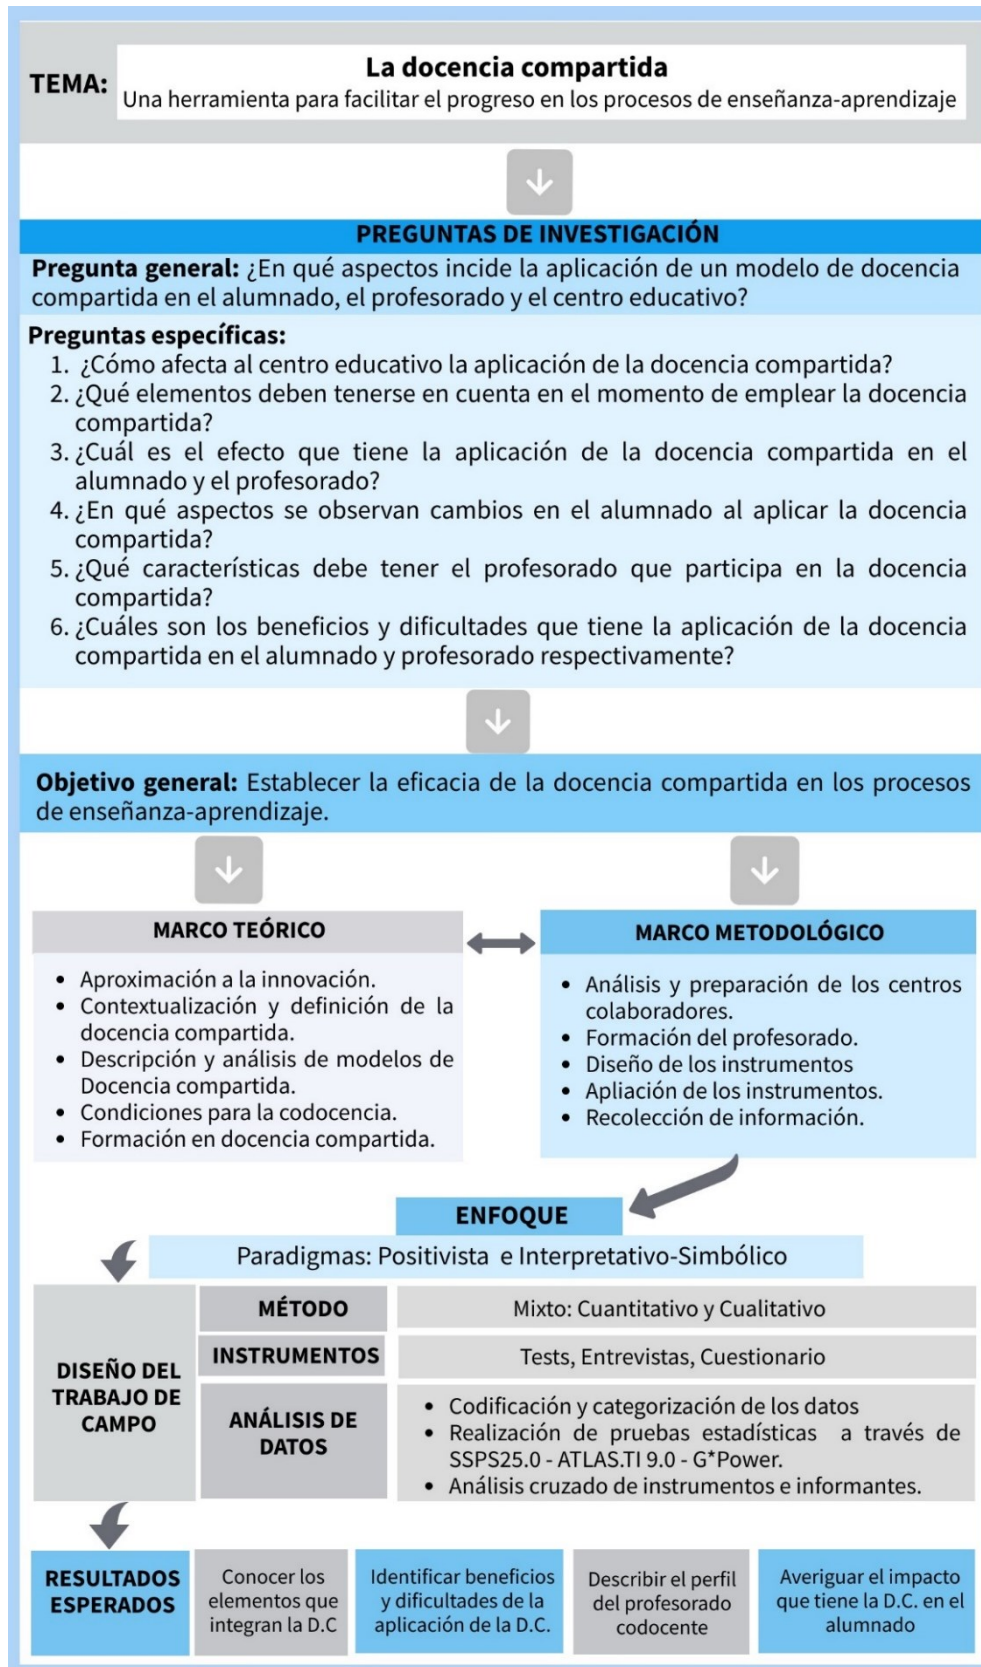 TEMA:
La docencia compartida
Una herramienta para facilitar el progreso en los procesos de enseñanza-aprendizaje
PREGUNTAS DE INVESTIGACIÓN
Pregunta general: ¿En qué aspectos incide la aplicación de un modelo de docencia
compartida en el alumnado, el profesorado y el centro educativo?
Preguntas específicas:
1. ¿Cómo afecta al centro educativo la aplicación de la docencia compartida?
2. ¿Qué elementos deben tenerse en cuenta en el momento de emplear la docencia
compartida?
3. ¿Cuál es el efecto que tiene la aplicación de la docencia compartida en el
alumnado y el profesorado?
4. ¿En qué aspectos se observan cambios en el alumnado al aplicar la docencia
compartida?
5. ¿Qué características debe tener el profesorado que participa en la docencia
compartida?
6. ¿Cuáles son los beneficios y dificultades que tiene la aplicación de la docencia
compartida en el alumnado y profesorado respectivamente?
Objetivo general: Establecer la eficacia de la docencia compartida en los procesos
de enseñanza-aprendizaje.
MARCO TEÓRICO
• Aproximación a la innovación.
• Contextualización y definición de la
docencia compartida.
• Descripción y análisis de modelos de
Docencia compartida.
• Condiciones para la codocencia.
• Formación en docencia compartida.
MARCO METODOLÓGICO
• Análisis y preparación de los centros
colaboradores.
• Formación del profesorado.
• Diseño de los instrumentos
• Apliación de los instrumentos.
• Recolección de información.
ENFOQUE
Paradigmas: Positivista e Interpretativo-Simbólico
DISEÑO DEL
TRABAJO DE
CAMPO
MÉTODO
Mixto: Cuantitativo y Cualitativo
INSTRUMENTOS
Tests, Entrevistas, Cuestionario
ANÁLISIS DE
DATOS
• Codificación y categorización de los datos
• Realización de pruebas estadísticas a través de
SSPS25.0 - ATLAS.TI 9.0 - G*Power.
• Análisis cruzado de instrumentos e informantes.
RESULTADOS
ESPERADOS
Conocer los
elementos que
integran la D.C
Identificar beneficios
y dificultades de la
aplicación de la D.C.
Describir el perfil
del profesorado
codocente
Averiguar el impacto
que tiene la D.C. en el
alumnado